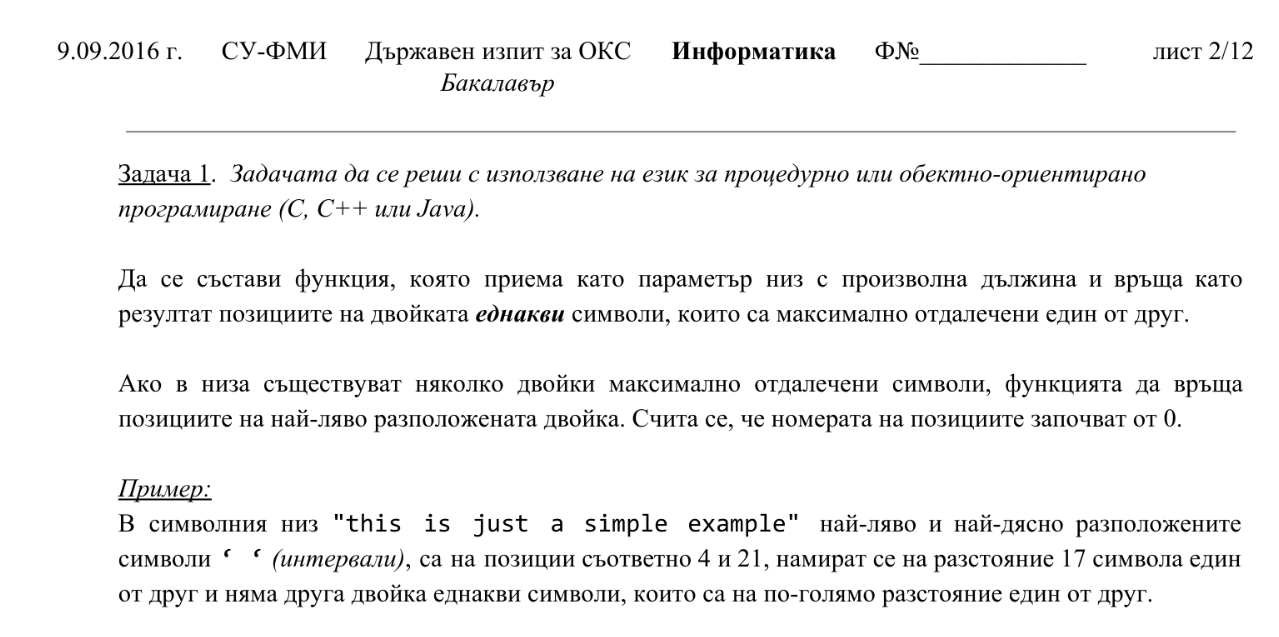 9.09.2016 г. СУ-ФМИ Държавен изпит за ОКС Информатика Ф№_____________ лист 2/12
Бакалавър
Задача 1. Задачата да се реши с използване на език за процедурно или обектно-ориентирано
програмиране (C, C++ или Java).
Да се състави функция, която приема като параметър низ с произволна дължина и връща като
резултат позициите на двойката еднакви символи, които са максимално отдалечени един от друг.
Ако в низа съществуват няколко двойки максимално отдалечени символи, функцията да връща
позициите на най-ляво разположената двойка. Счита се, че номерата на позициите започват от 0.
Пример:
В символния низ "this is just a simple example" най-ляво и най-дясно разположените
символи ‘ ‘ (интервали), са на позиции съответно 4 и 21, намират се на разстояние 17 символа един
от друг и няма друга двойка еднакви символи, които са на по-голямо разстояние един от друг.